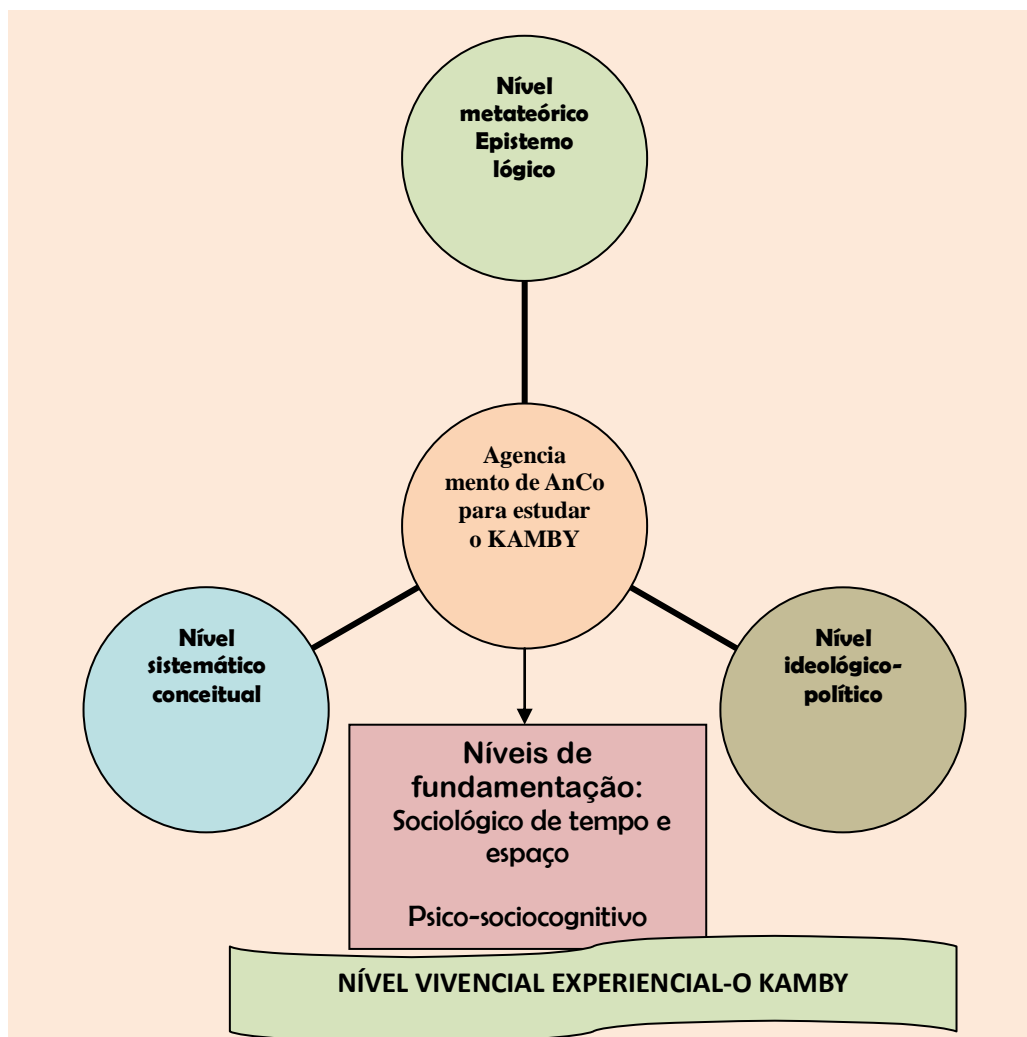 Nível
metateórico
Epistemo
lógico
Agencia
mento de AnCo
para estudar
o KAMBY
Nível
sistemático
conceitual
Nível
ideológico-
político
Níveis de
fundamentação:
Sociológico de tempo e
espaço
Psico-sociocognitivo
NÍVEL VIVENCIAL EXPERIENCIAL-O KAMBY